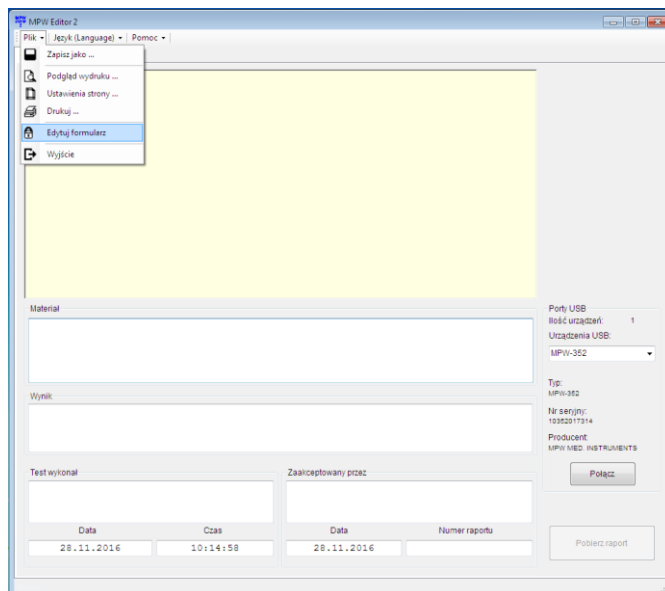 MPW Editor 2
Plik Język (Language) Pomoc
Zapisz jako ...
Podgląd wydruku ...
Ustawienia strony ...
Drukuj ...
Edytuj formularz
Wyjście
Materiał
Wynik
Test wykonał
Zaakceptowany przez
Data Czas Data Numer raportu
28.11.2016 10:14:58 28.11.2016
Porty USB
Ilość urządzeń: 1
Urządzenia USB:
MPW-352
Typ:
MPW-352
Nr seryjny:
10352017314
Producent
MPW MED. INSTRUMENTS
Połącz
Pobierz raport